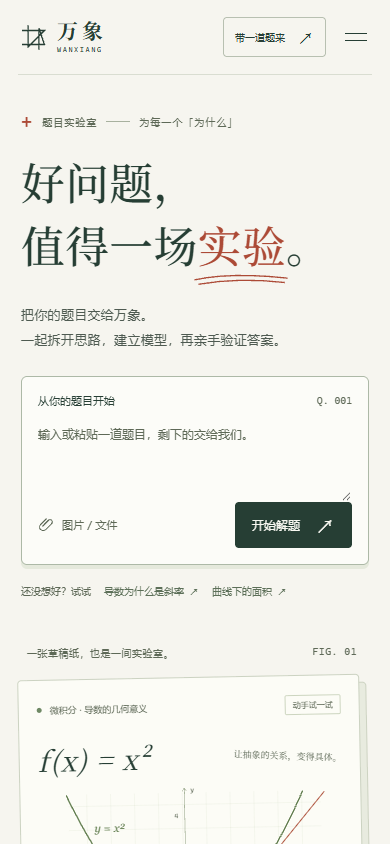 万象
WANXIANG
带一道题来 ↗
+ 题目实验室 —— 为每一个「为什么」
好问题，
值得一场实验。
把你的题目交给万象。
一起拆开思路，建立模型，再亲手验证答案。
从你的题目开始
Q. 001
输入或粘贴一道题目，剩下的交给我们。
图片 / 文件
开始解题 ↗
还没想好？试试 导数为什么是斜率 ↗ 曲线下的面积 ↗
一张草稿纸，也是一间实验室。
FIG. 01
微积分 · 导数的几何意义
动手试一试
f(x) = x²
让抽象的关系，变得具体。
y
4
y = x²